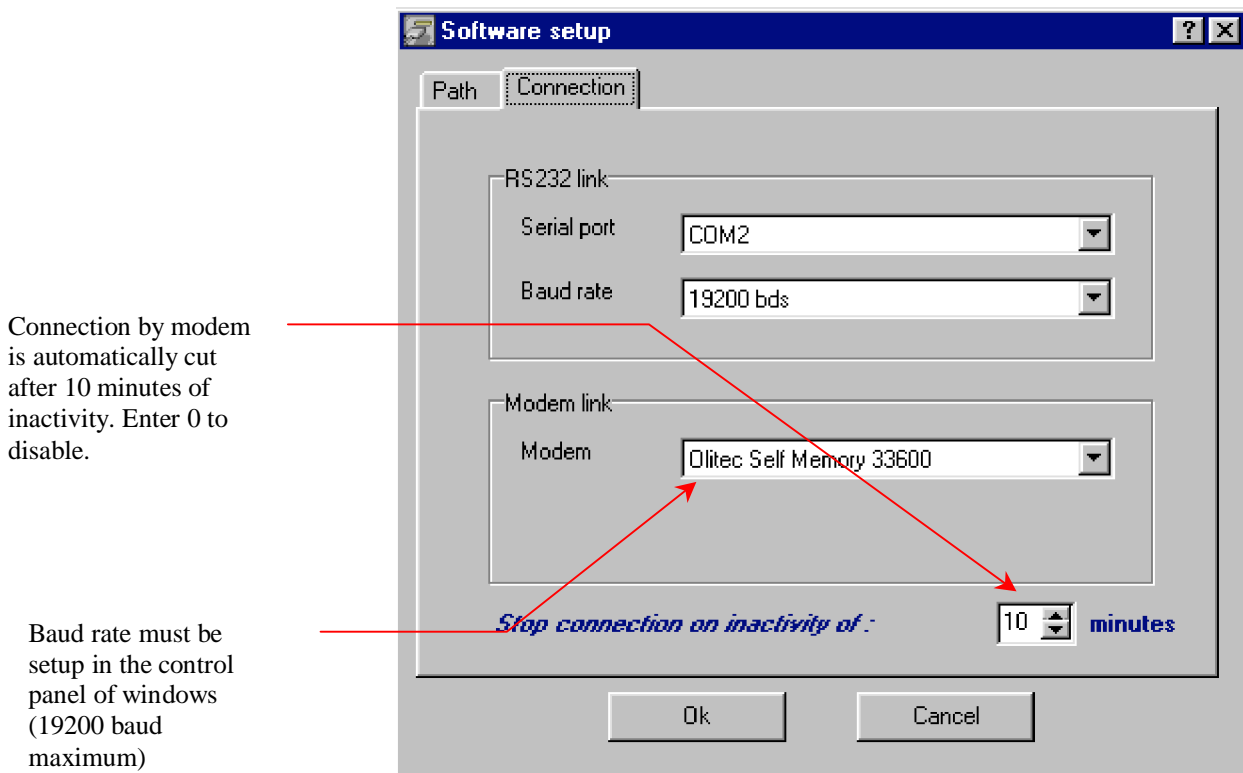 Software setup
Path
Connection
RS232 link
Serial port
COM2
Baud rate
19200 bds
Connection by modem
is automatically cut
after 10 minutes of
inactivity. Enter 0 to
disable.
Modem link
Modem
Olitec Self Memory 33600
Stop connection on inactivity of :
10
minutes
Baud rate must be
setup in the control
panel of windows
(19200 baud
maximum)
Ok
Cancel